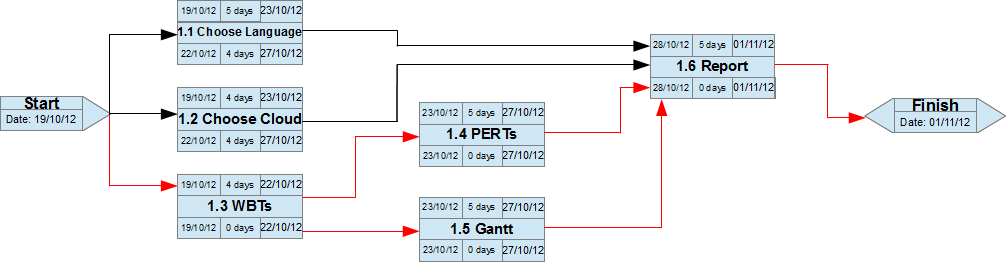 Start
Date: 19/10/12
19/10/12 5 days 23/10/12
1.1 Choose Language
22/10/12 4 days 27/10/12
19/10/12 4 days 23/10/12
1.2 Choose Cloud
22/10/12 4 days 27/10/12
19/10/12 4 days 22/10/12
1.3 WBTs
19/10/12 0 days 22/10/12
23/10/12 5 days 27/10/12
1.4 PERTs
23/10/12 0 days 27/10/12
23/10/12 5 days 27/10/12
1.5 Gantt
23/10/12 0 days 27/10/12
28/10/12 5 days 01/11/12
1.6 Report
28/10/12 0 days 01/11/12
Finish
Date: 01/11/12